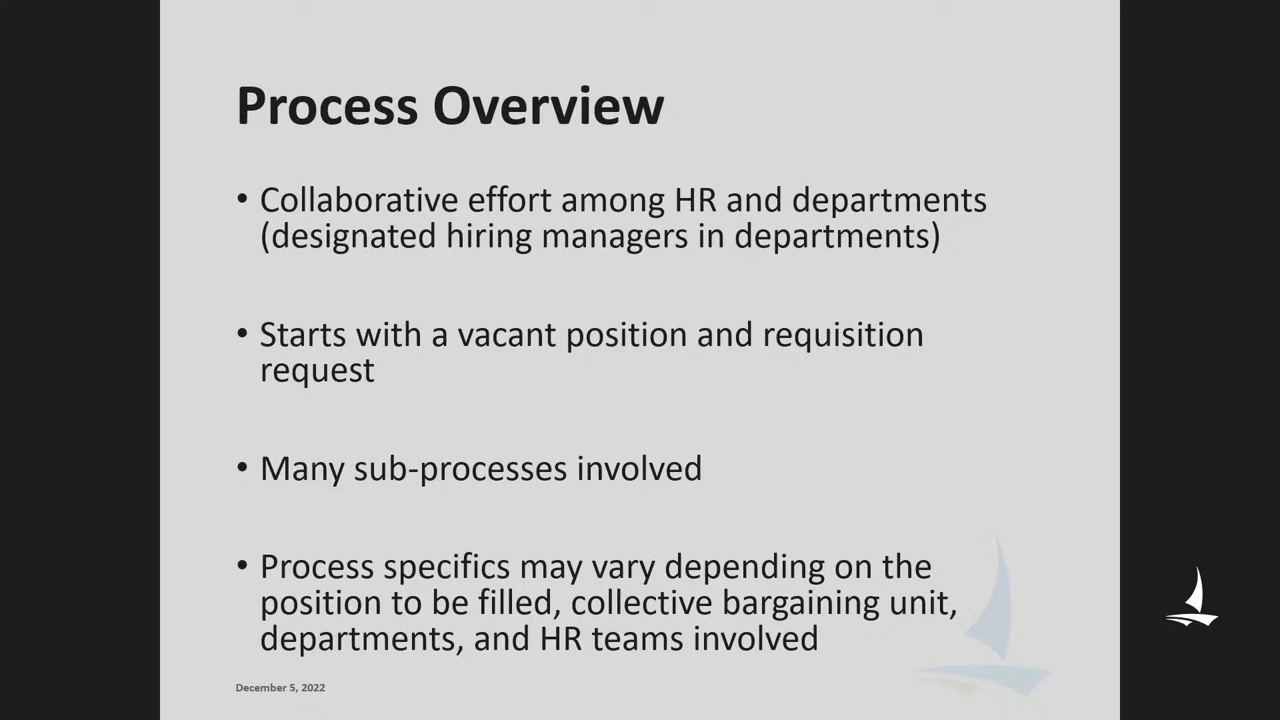 Process Overview
• Collaborative effort among HR and departments
(designated hiring managers in departments)
• Starts with a vacant position and requisition
request
• Many sub-processes involved
• Process specifics may vary depending on the
position to be filled, collective bargaining unit,
departments, and HR teams involved
December 5, 2022